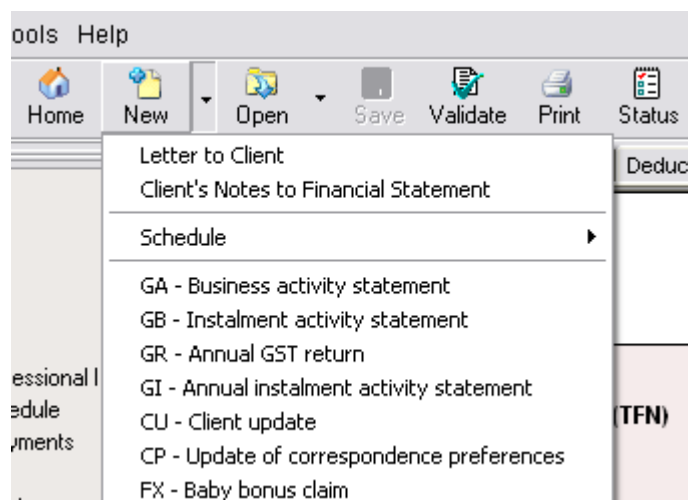 ools Help
Home New Open Save Validate Print Status
Letter to Client
Deduc
Client's Notes to Financial Statement
Schedule
GA - Business activity statement
GB - Instalment activity statement
GR - Annual GST return
essional l
GI - Annual instalment activity statement
edule
(TFN)
CU - Client update
yments
CP - Update of correspondence preferences
FX - Baby bonus claim